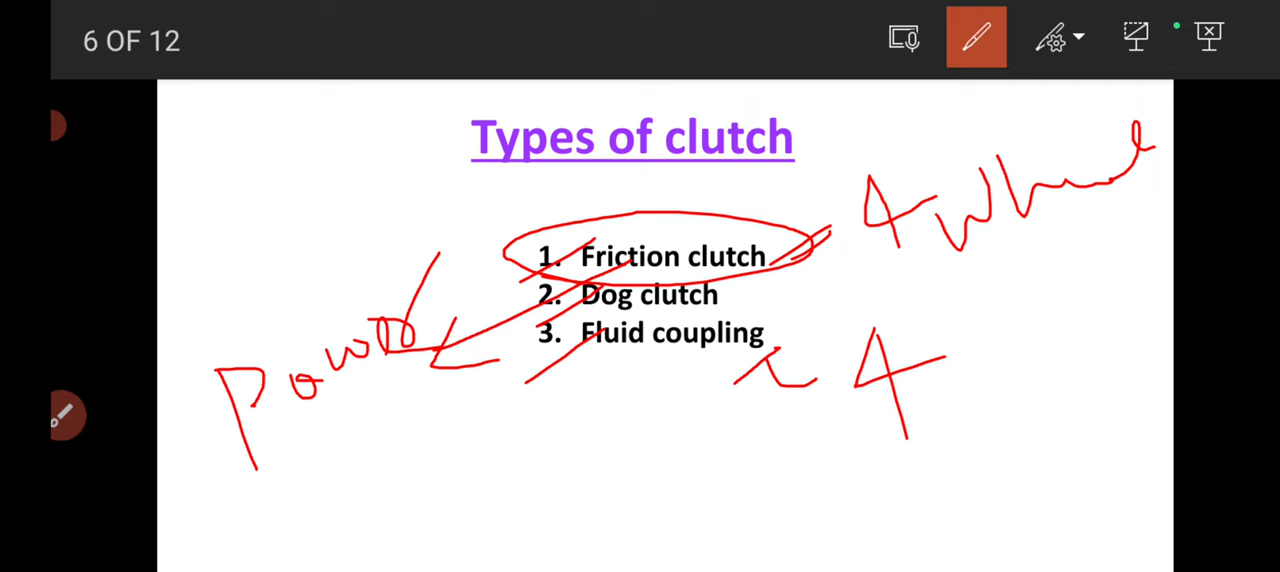 6 OF 12
Types of clutch
4 wheel
1. Friction clutch
2. Dog clutch
3. Fluid coupling
Power
4